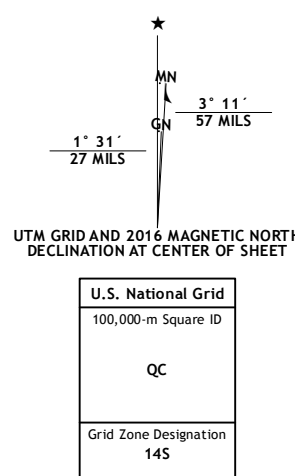 ★
MN
GN
3° 11´
57 MILS
1° 31´
27 MILS
UTM GRID AND 2016 MAGNETIC NORTH
DECLINATION AT CENTER OF SHEET
U.S. National Grid
100,000-m Square ID
QC
Grid Zone Designation
14S